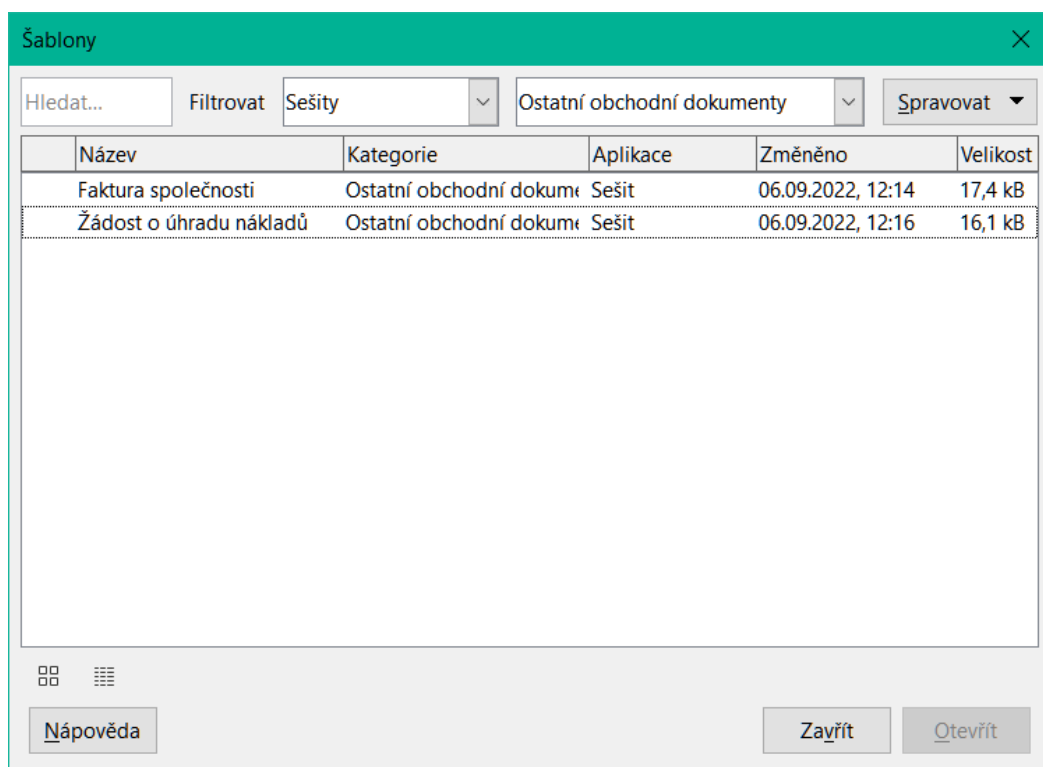 Šablony
Hledat... Filtrovat Sešity Ostatní obchodní dokumenty Spravovat
Název Kategorie Aplikace Změněno Velikost
Faktura společnosti Ostatní obchodní dokume Sešit 06.09.2022, 12:14 17,4 kB
Žádost o úhradu nákladů Ostatní obchodní dokume Sešit 06.09.2022, 12:16 16,1 kB
Nápověda Zavřít Otevřít